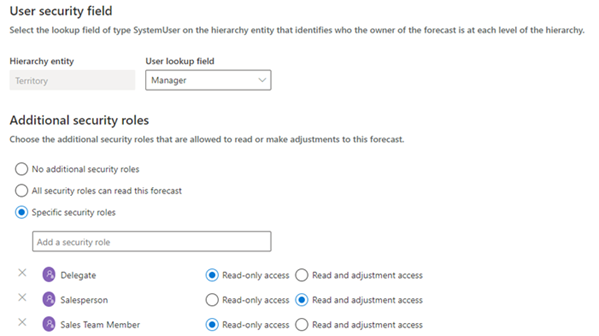 User security field
Select the lookup field of type SystemUser on the hierarchy entity that identifies who the owner of the forecast is at each level of the hierarchy.
Hierarchy entity User lookup field
Territory Manager
Additional security roles
Choose the additional security roles that are allowed to read or make adjustments to this forecast.
No additional security roles
All security roles can read this forecast
Specific security roles
Add a security role
Delegate Read-only access Read and adjustment access
Salesperson Read-only access Read and adjustment access
Sales Team Member Read-only access Read and adjustment access